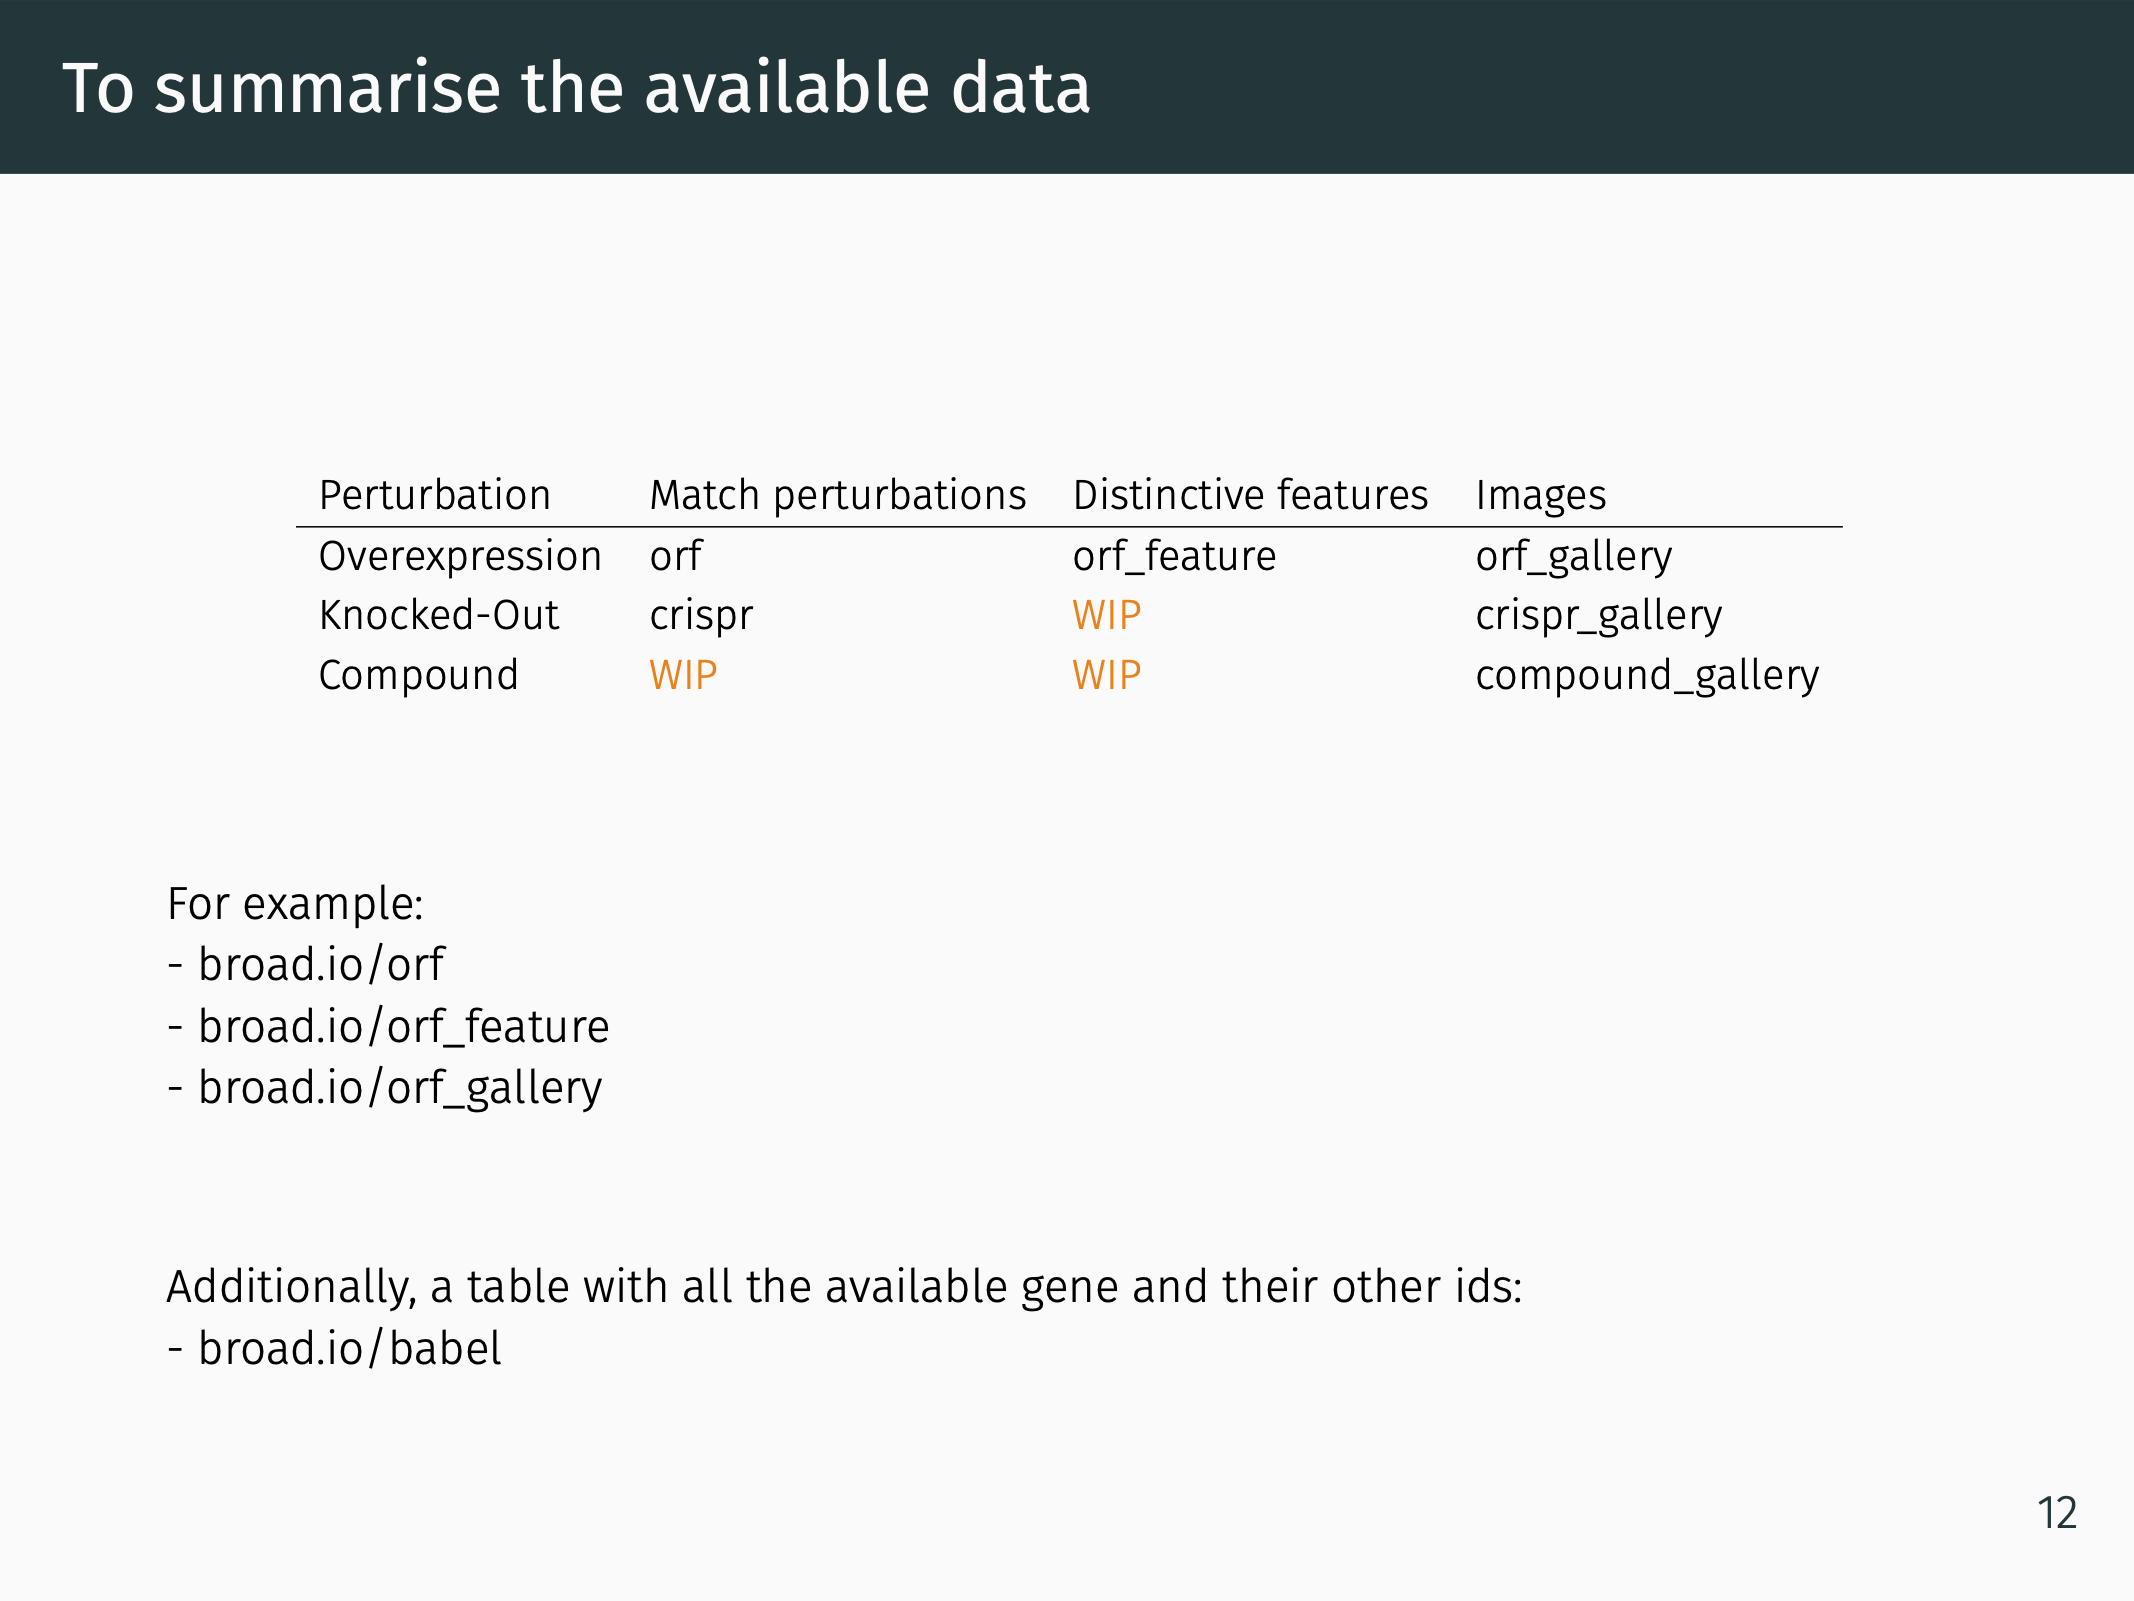 To summarise the available data
Perturbation Match perturbations Distinctive features Images
Overexpression orf orf_feature orf_gallery
Knocked-Out crispr WIP crispr_gallery
Compound WIP WIP compound_gallery
For example:
- broad.io/orf
- broad.io/orf_feature
- broad.io/orf_gallery
Additionally, a table with all the available gene and their other ids:
- broad.io/babel
12